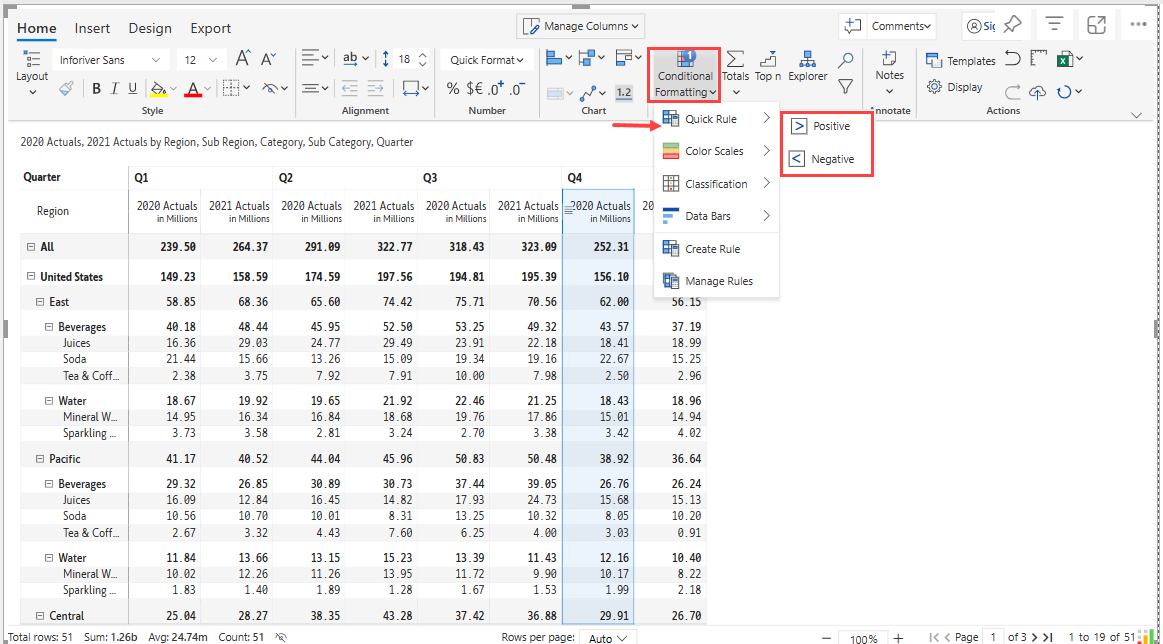 Home Insert Design Export Manage Columns Comments Sig
Layout Inforiver Sans 12 A A ab 18 Quick Format 1 Conditional Formatting Totals Top n Explorer Notes Templates
B I U A % $€ .0+ .0- 1.2 Display
Style Alignment Number Chart Annotate Actions
2020 Actuals, 2021 Actuals by Region, Sub Region, Category, Sub Category, Quarter
Quick Rule
Color Scales
Classification
Data Bars
Create Rule
Manage Rules
> Positive
< Negative
Quarter Q1 Q2 Q3 Q4
Region 2020 Actuals 2021 Actuals 2020 Actuals 2021 Actuals 2020 Actuals 2021 Actuals 2020 Actuals 20
in Millions in Millions in Millions in Millions in Millions in Millions in Millions
All 239.50 264.37 291.09 322.77 318.43 323.09 252.31
United States 149.23 158.59 174.59 197.56 194.81 195.39 156.10
East 58.85 68.36 65.60 74.42 75.71 70.56 62.00 56.15
Beverages 40.18 48.44 45.95 52.50 53.25 49.32 43.57 37.19
Juices 16.36 29.03 24.77 29.49 23.91 22.18 18.41 18.99
Soda 21.44 15.66 13.26 15.09 19.34 19.16 22.67 15.25
Tea & Coff... 2.38 3.75 7.92 7.91 10.00 7.98 2.50 2.96
Water 18.67 19.92 19.65 21.92 22.46 21.25 18.43 18.96
Mineral W... 14.95 16.34 16.84 18.68 19.76 17.86 15.01 14.94
Sparkling ... 3.73 3.58 2.81 3.24 2.70 3.38 3.42 4.02
Pacific 41.17 40.52 44.04 45.96 50.83 50.48 38.92 36.64
Beverages 29.32 26.85 30.89 30.73 37.44 39.05 26.76 26.24
Juices 16.09 12.84 16.45 14.82 17.93 24.73 15.68 15.13
Soda 10.56 10.70 10.01 8.31 13.25 10.32 8.05 10.20
Tea & Coff... 2.67 3.32 4.43 7.60 6.25 4.00 3.03 0.91
Water 11.84 13.66 13.15 15.23 13.39 11.43 12.16 10.40
Mineral W... 10.02 12.26 11.26 13.95 11.72 9.90 10.17 8.22
Sparkling ... 1.83 1.40 1.89 1.28 1.67 1.53 1.99 2.18
Central 25.04 28.27 38.35 43.28 37.42 36.88 29.91 26.70
Total rows: 51 Sum: 1.26b Avg: 24.74m Count: 51 Rows per page: Auto 100% Page 1 of 3 1 to 19 of 51